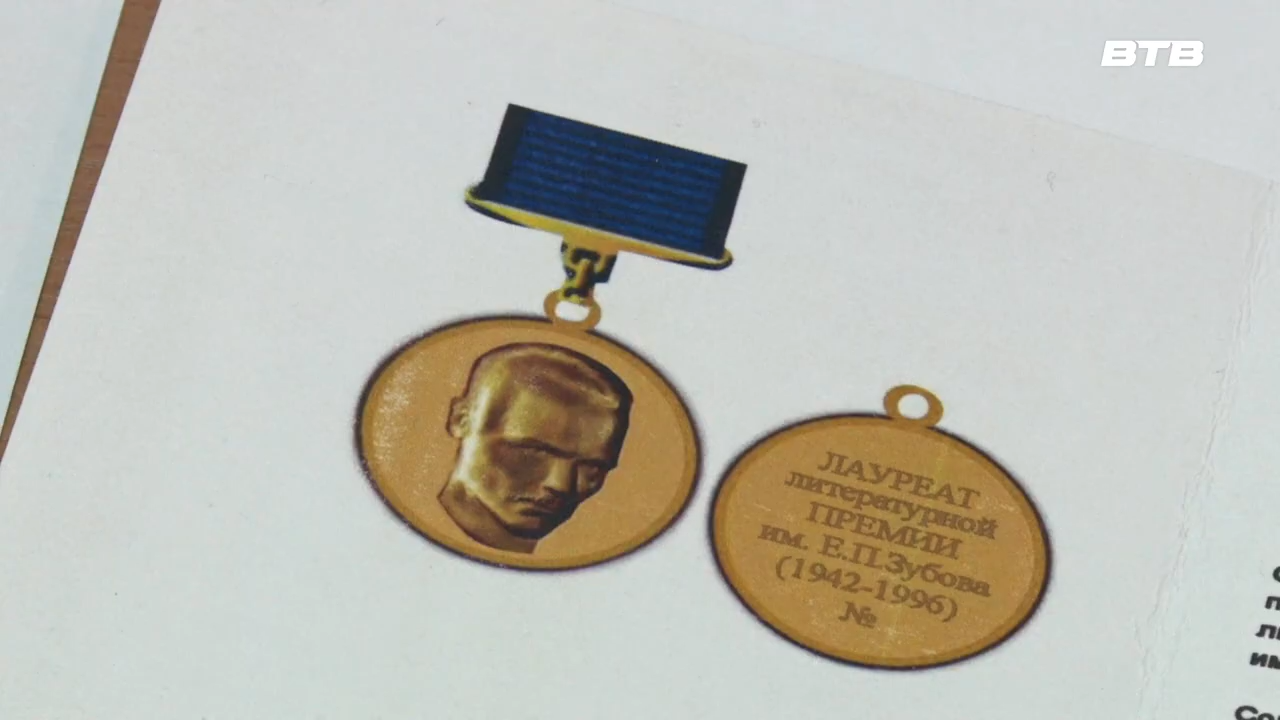 ВТВ
ЛАУРЕАТ
литературной
ПРЕМИИ
им. Е.П.Зубова
(1942-1996)
№